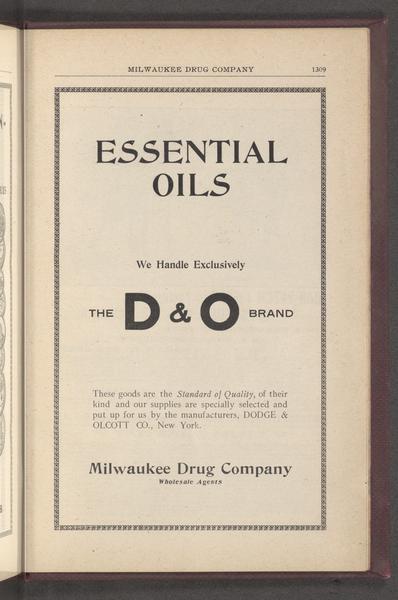 MILWAUKEE DRUG COMPANY 1309
ESSENTIAL
OILS
We Handle Exclusively
THE D & O BRAND
These goods are the Standard of Quality, of their
kind and our supplies are specially selected and
put up for us by the manufacturers, DODGE &
OLCOTT CO., New York.
Milwaukee Drug Company
Wholesale Agents